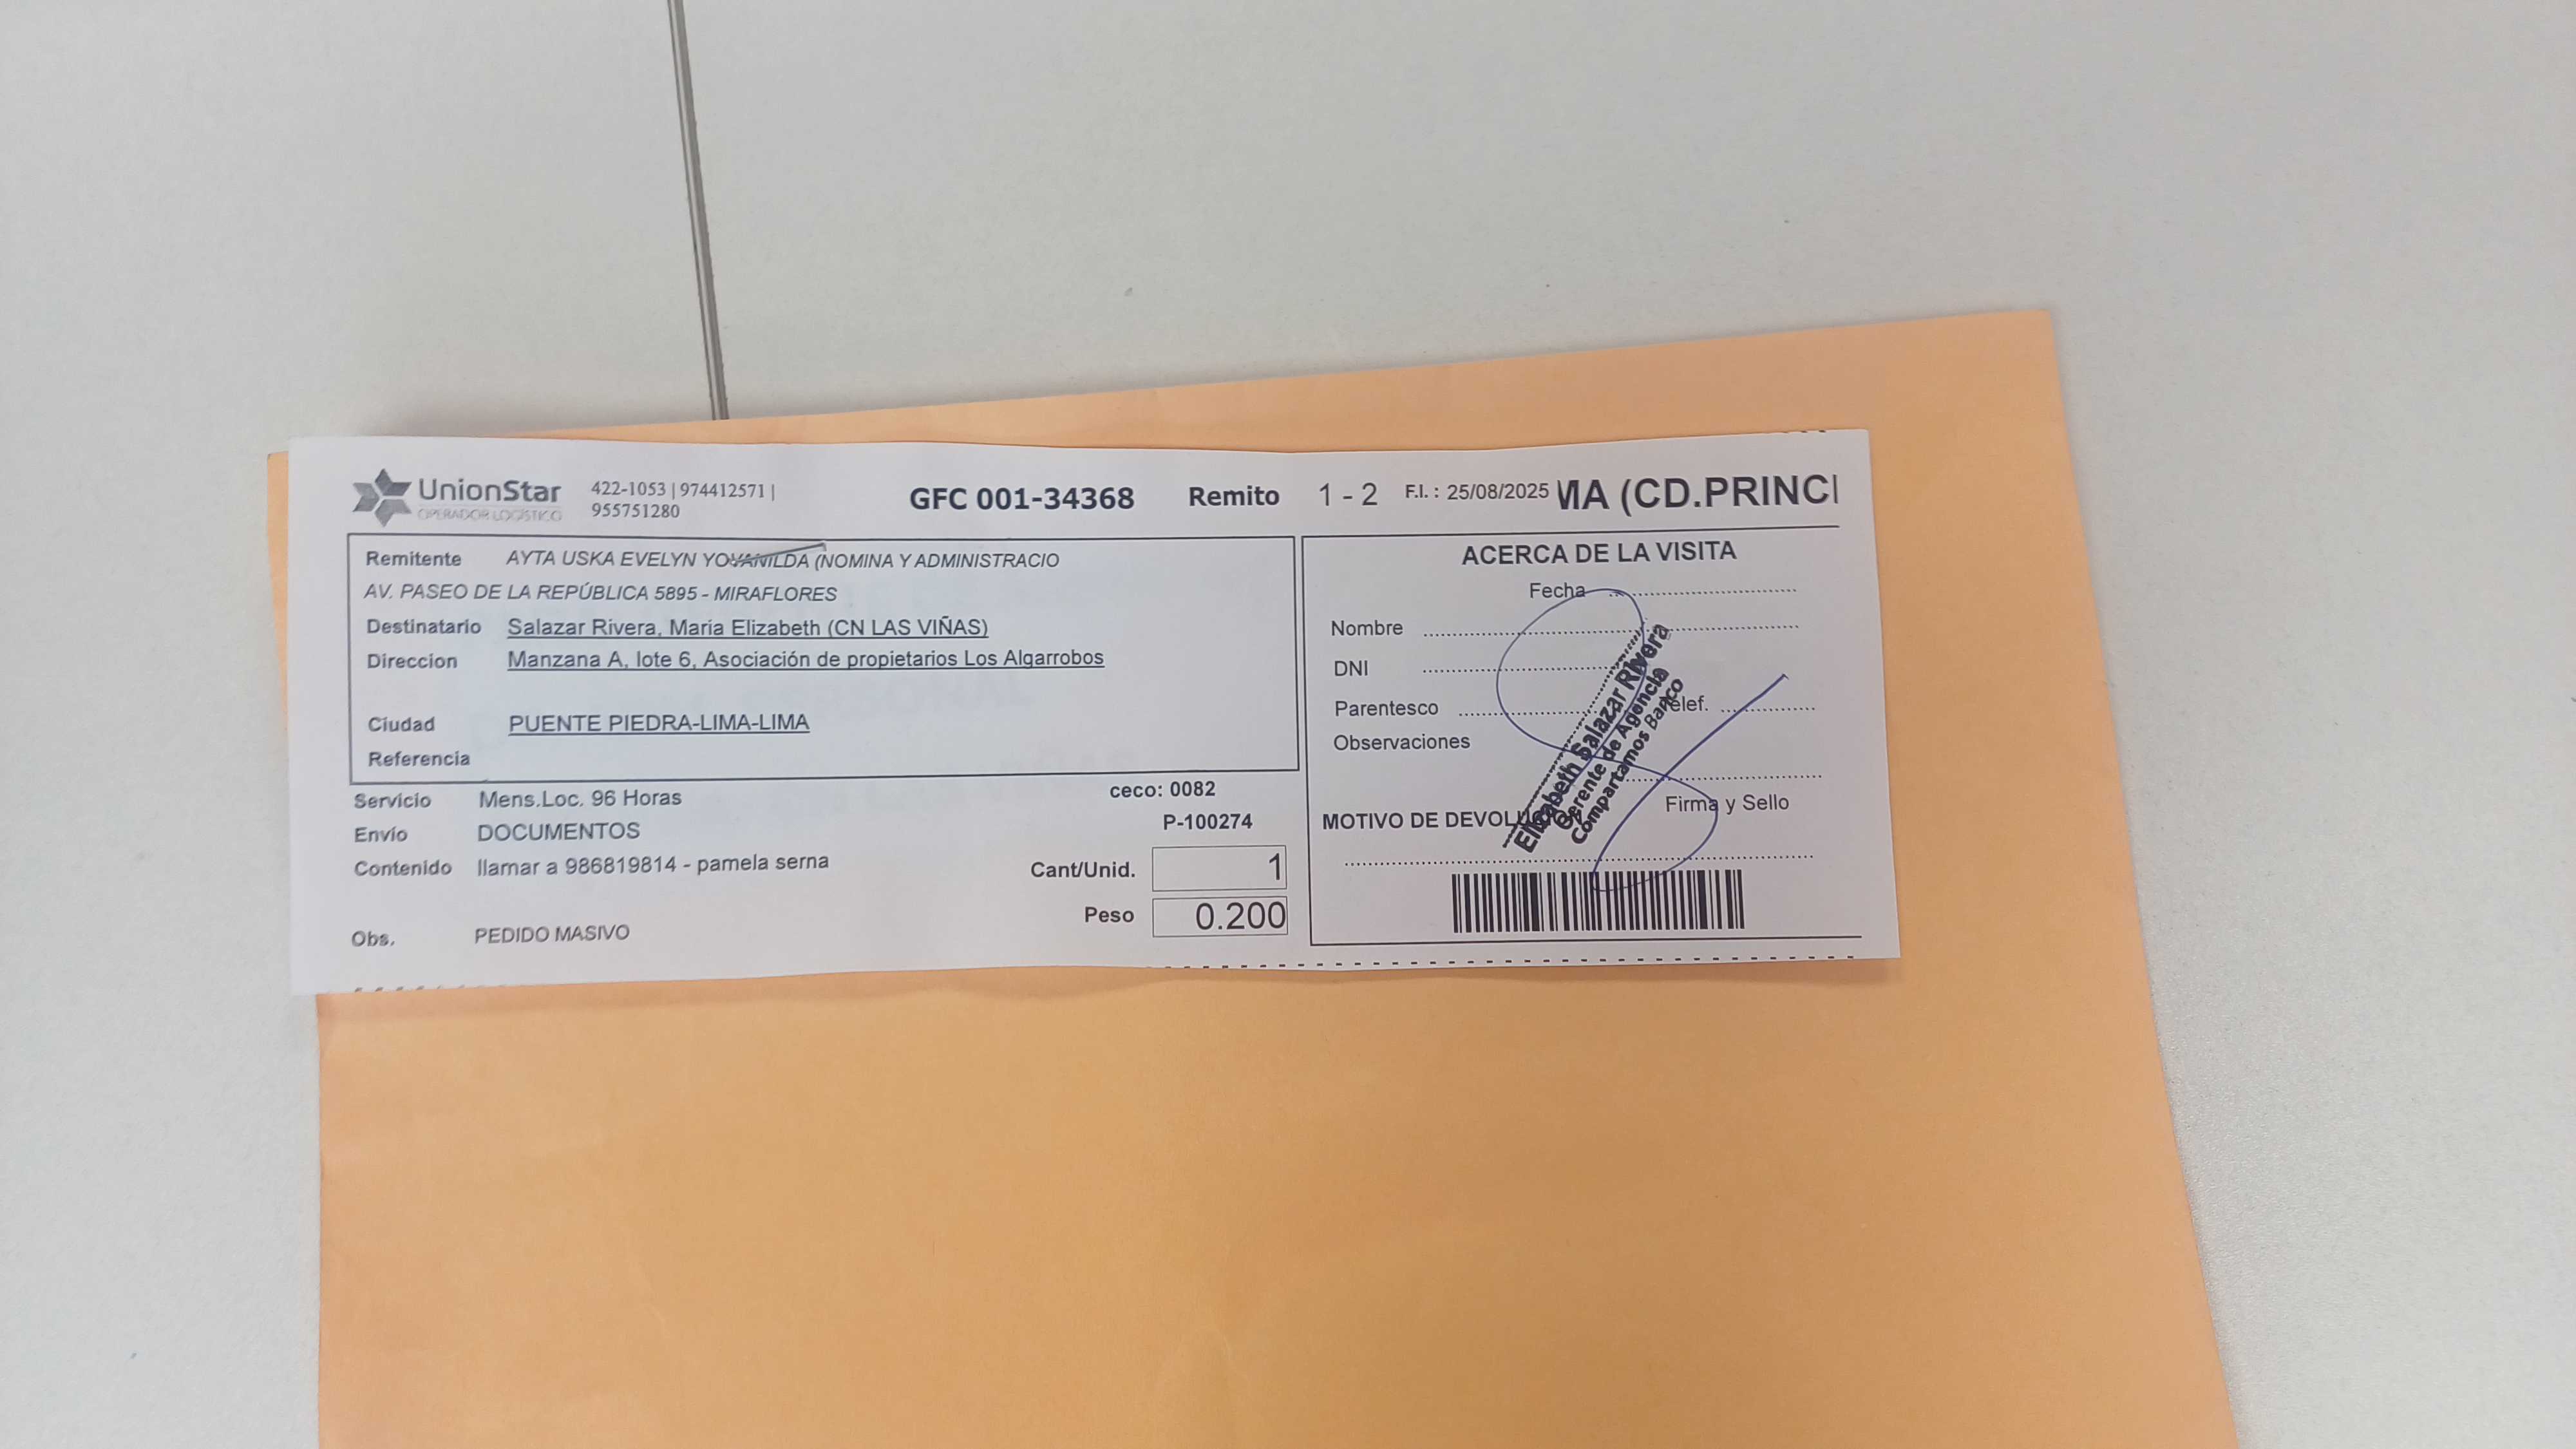 UnionStar
OPERADOR LOGÍSTICO
422-1053 | 974412571 |
955751280
GFC 001-34368
Remito 1 - 2
F.I. : 25/08/2025
MA (CD.PRINCI
Remitente AYTA USKA EVELYN YOVANILDA (NOMINA Y ADMINISTRACIO
AV. PASEO DE LA REPÚBLICA 5895 - MIRAFLORES
Destinatario Salazar Rivera, Maria Elizabeth (CN LAS VIÑAS)
Direccion Manzana A, lote 6, Asociación de propietarios Los Algarrobos
Ciudad PUENTE PIEDRA-LIMA-LIMA
Referencia
Servicio Mens.Loc. 96 Horas
ceco: 0082
Envío DOCUMENTOS
P-100274
Contenido llamar a 986819814 - pamela serna
Cant/Unid. 1
Peso 0.200
Obs. PEDIDO MASIVO
ACERCA DE LA VISITA
Fecha
Nombre
DNI
Parentesco Telef.
Observaciones
Firma y Sello
MOTIVO DE DEVOLU
Elizabeth Salazar Rivera
Gerente de Agencia
Compartamos Banco